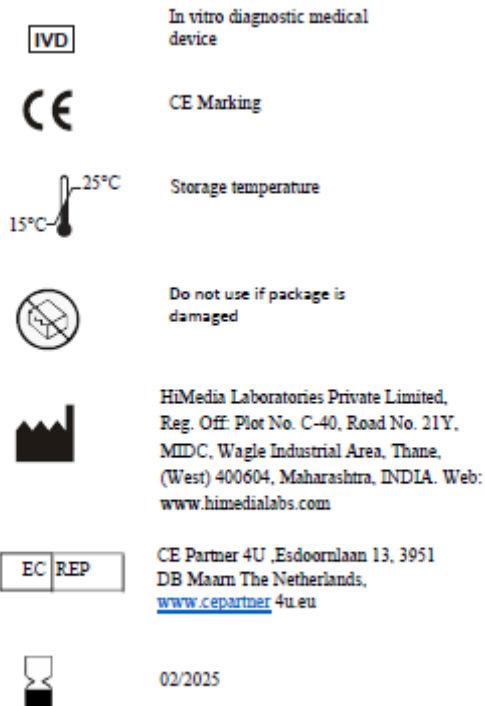 IVD
In vitro diagnostic medical
device
CE
CE Marking
25°C
15°C
Storage temperature
Do not use if package is
damaged
HiMedia Laboratories Private Limited,
Reg. Off: Plot No. C-40, Road No. 21Y,
MIDC, Wagle Industrial Area, Thane,
(West) 400604, Maharashtra, INDIA. Web:
www.himedialabs.com
EC REP
CE Partner 4U ,Esdoornlaan 13, 3951
DB Maarn The Netherlands,
www.cepartner 4u.eu
02/2025